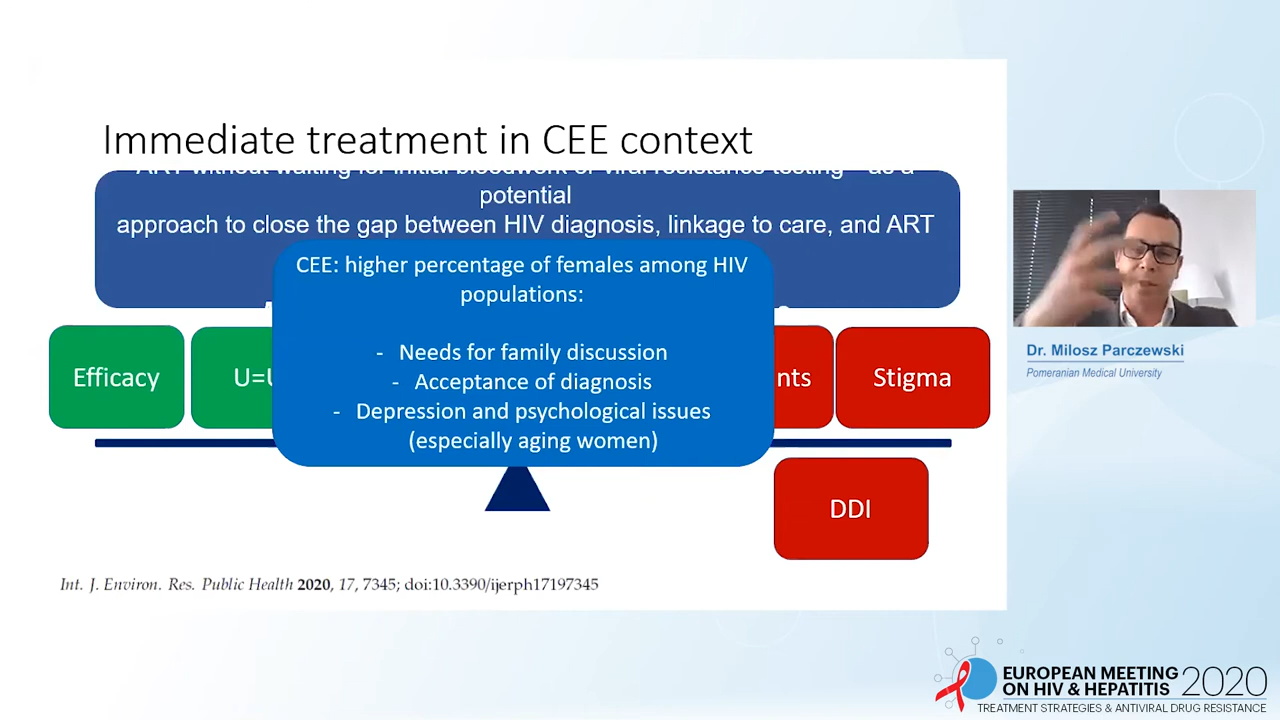 Immediate treatment in CEE context
ART without waiting for initial bloodwork or viral resistance testing
as a
potential
approach to close the gap between HIV diagnosis, linkage to care, and ART
CEE: higher percentage of females among HIV
populations:
- Needs for family discussion
- Acceptance of diagnosis
- Depression and psychological issues
(especially aging women)
Efficacy
U=U
nts
Stigma
DDI
Int. J. Environ. Res. Public Health 2020, 17, 7345; doi:10.3390/ijerph17197345
Dr. Milosz Parczewski
Pomeranian Medical University
EUROPEAN MEETING
ON HIV & HEPATITIS 2020
TREATMENT STRATEGIES & ANTIVIRAL DRUG RESISTANCE